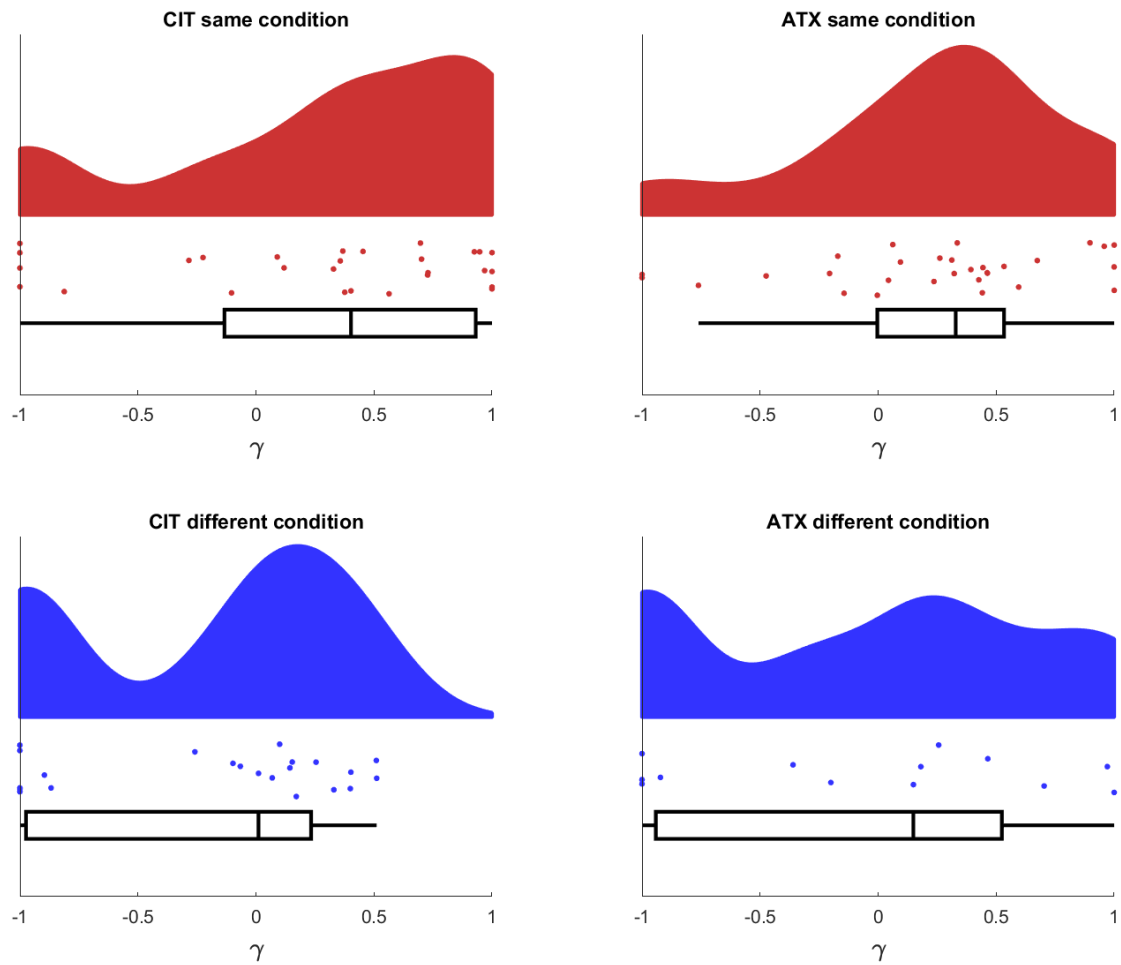 CIT same condition
ATX same condition
-1 -0.5 0 0.5 1
-1 -0.5 0 0.5 1
γ
γ
CIT different condition
ATX different condition
-1 -0.5 0 0.5 1
-1 -0.5 0 0.5 1
γ
γ